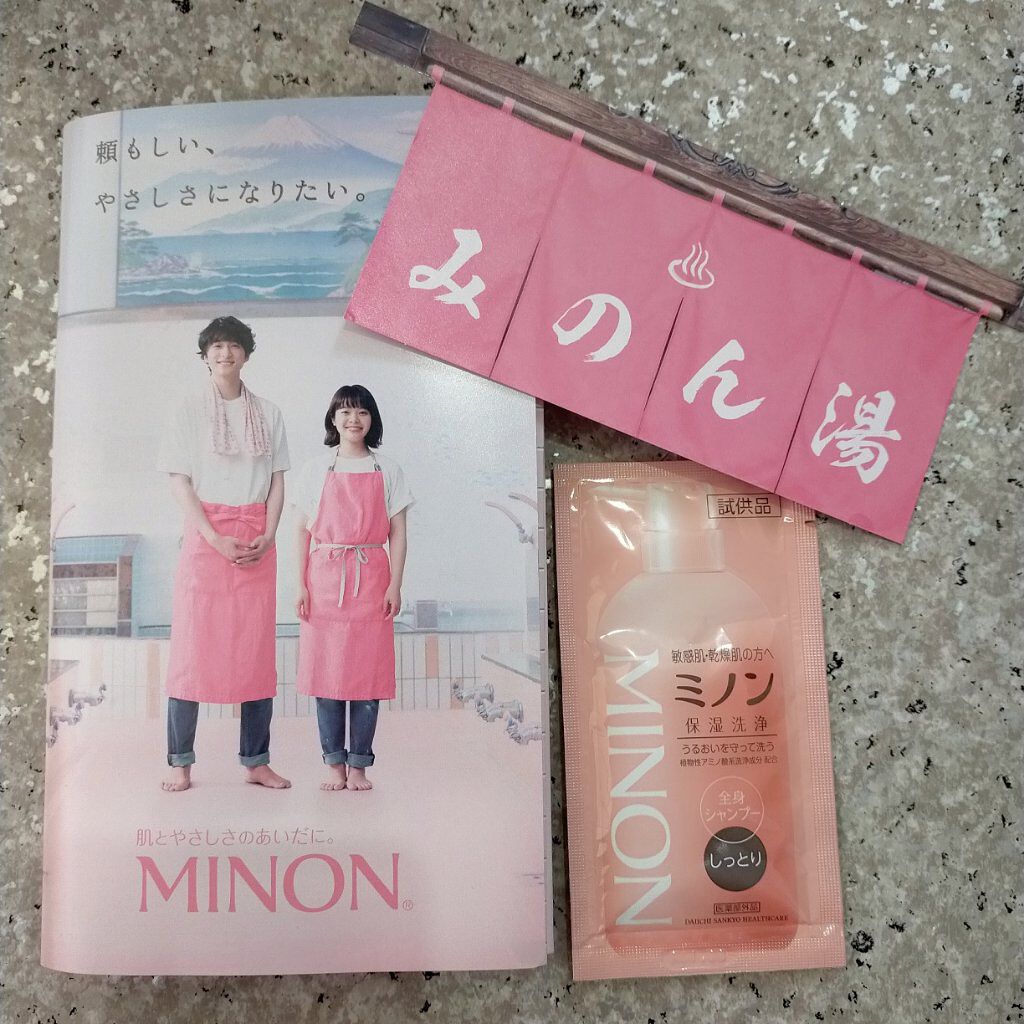 頼もしい、
やさしさになりたい。
みのん湯
肌とやさしさのあいだに。
MINON®
試供品
敏感肌・乾燥肌の方へ
ミノン
保湿洗浄
うるおいを守って洗う
植物性アミノ酸系洗浄成分 配合
全身
シャンプー
しっとり
医薬部外品
DAIICHI SANKYO HEALTHCARE
MINON